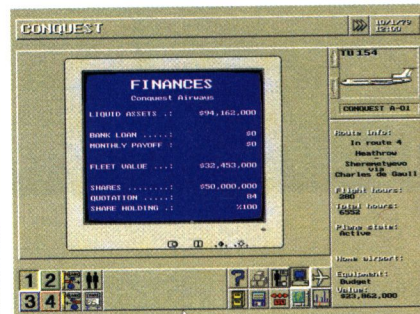 CONQUEST
10/1/79
12:00
FINANCES
Conquest Airways
LIQUID ASSETS .: $94,162,000
BANK LOAN .....: $0
MONTHLY PAYOFF : $0
FLEET VALUE ...: $32,453,000
SHARES ........: $50,000,000
QUOTATION .....: 84
SHARE HOLDING .: %100
TU 154
CONQUEST A-01
Route info:
In route 4
Heathrow
-
Sheremetyevo
via
Charles de Gaull
Flight hours:
280
Total hours:
6552
Plane state:
Active
Home airport:
Equipment:
Budget
Value:
$23,862,000
1 2
3 4
?